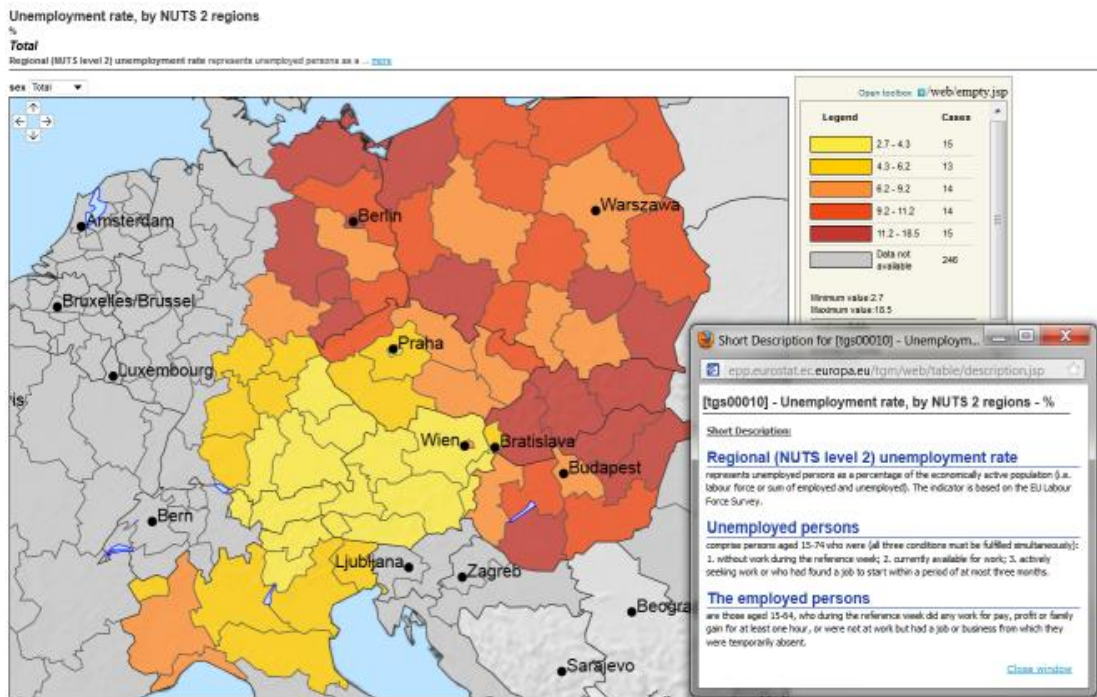 Unemployment rate, by NUTS 2 regions
%
Total
Regional (NUTS level 2) unemployment rate represents unemployed persons as a ... more
sex Total
Open toolbox /web/empty.jsp
Legend Cases
2.7 - 4.3 15
4.3 - 6.2 13
6.2 - 9.2 14
9.2 - 11.2 14
11.2 - 18.5 15
Data not available 246
Minimum value:2.7
Maximum value:18.5
Amsterdam
Berlin
Warszawa
Bruxelles/Brussel
Luxembourg
Praha
is
Wien
Bratislava
Budapest
Bern
Ljubljana
Zagreb
Beogra
Sarajevo
Short Description for [tgs00010] - Unemploym...
epp.eurostat.ec.europa.eu/tgm/web/table/description.jsp
[tgs00010] - Unemployment rate, by NUTS 2 regions - %
Short Description:
Regional (NUTS level 2) unemployment rate
represents unemployed persons as a percentage of the economically active population (i.e.
labour force or sum of employed and unemployed). The indicator is based on the EU Labour
Force Survey.
Unemployed persons
comprise persons aged 15-74 who were (all three conditions must be fulfilled simultaneously):
1. without work during the reference week; 2. currently available for work; 3. actively
seeking work or who had found a job to start within a period of at most three months.
The employed persons
are those aged 15-64, who during the reference week did any work for pay, profit or family
gain for at least one hour, or were not at work but had a job or business from which they
were temporarily absent.
Close window